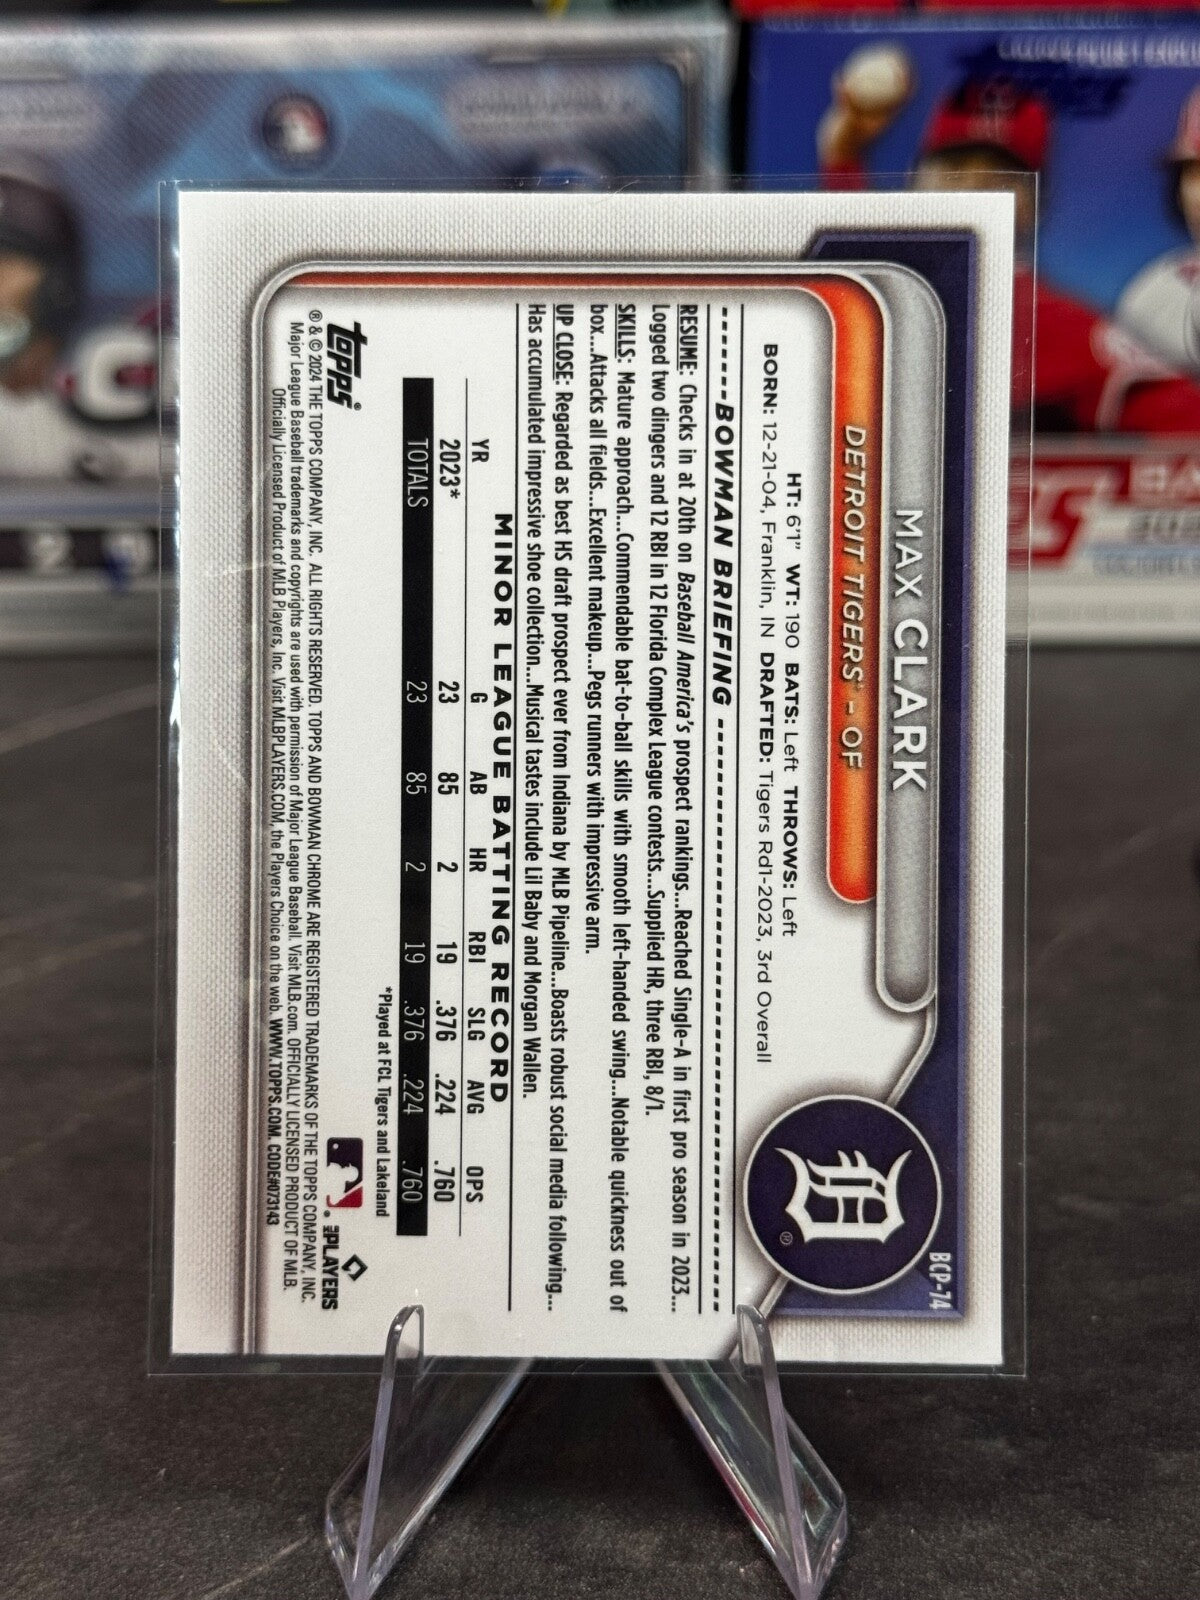 BCP-74
MAX CLARK
DETROIT TIGERS® - OF
HT: 6'1" WT: 190 BATS: Left THROWS: Left
BORN: 12-21-04, Franklin, IN DRAFTED: Tigers Rd1-2023, 3rd Overall
BOWMAN BRIEFING
RESUME: Checks in at 20th on Baseball America's prospect rankings...Reached Single-A in first pro season in 2023...
Logged two dingers and 12 RBI in 12 Florida Complex League contests...Supplied HR, three RBI, 8/1.
SKILLS: Mature approach...Commendable bat-to-ball skills with smooth left-handed swing...Notable quickness out of
box...Attacks all fields...Excellent makeup...Pegs runners with impressive arm.
UP CLOSE: Regarded as best HS draft prospect ever from Indiana by MLB Pipeline...Boasts robust social media following...
Has accumulated impressive shoe collection...Musical tastes include Lil Baby and Morgan Wallen.
MINOR LEAGUE BATTING RECORD
YR G AB HR RBI SLG AVG OPS
2023* 23 85 2 19 .376 .224 .760
TOTALS 23 85 2 19 .376 .224 .760
*Played at FCL Tigers and Lakeland
topps®
MLB PLAYERS
® & © 2024 THE TOPPS COMPANY, INC. ALL RIGHTS RESERVED. TOPPS AND BOWMAN CHROME ARE REGISTERED TRADEMARKS OF THE TOPPS COMPANY, INC.
Major League Baseball trademarks and copyrights are used with permission of Major League Baseball. Visit MLB.com. OFFICIALLY LICENSED PRODUCT OF MLB.
Officially Licensed Product of MLB Players, Inc. Visit MLBPLAYERS.COM, the Players Choice on the web. WWW.TOPPS.COM. CODE#073143